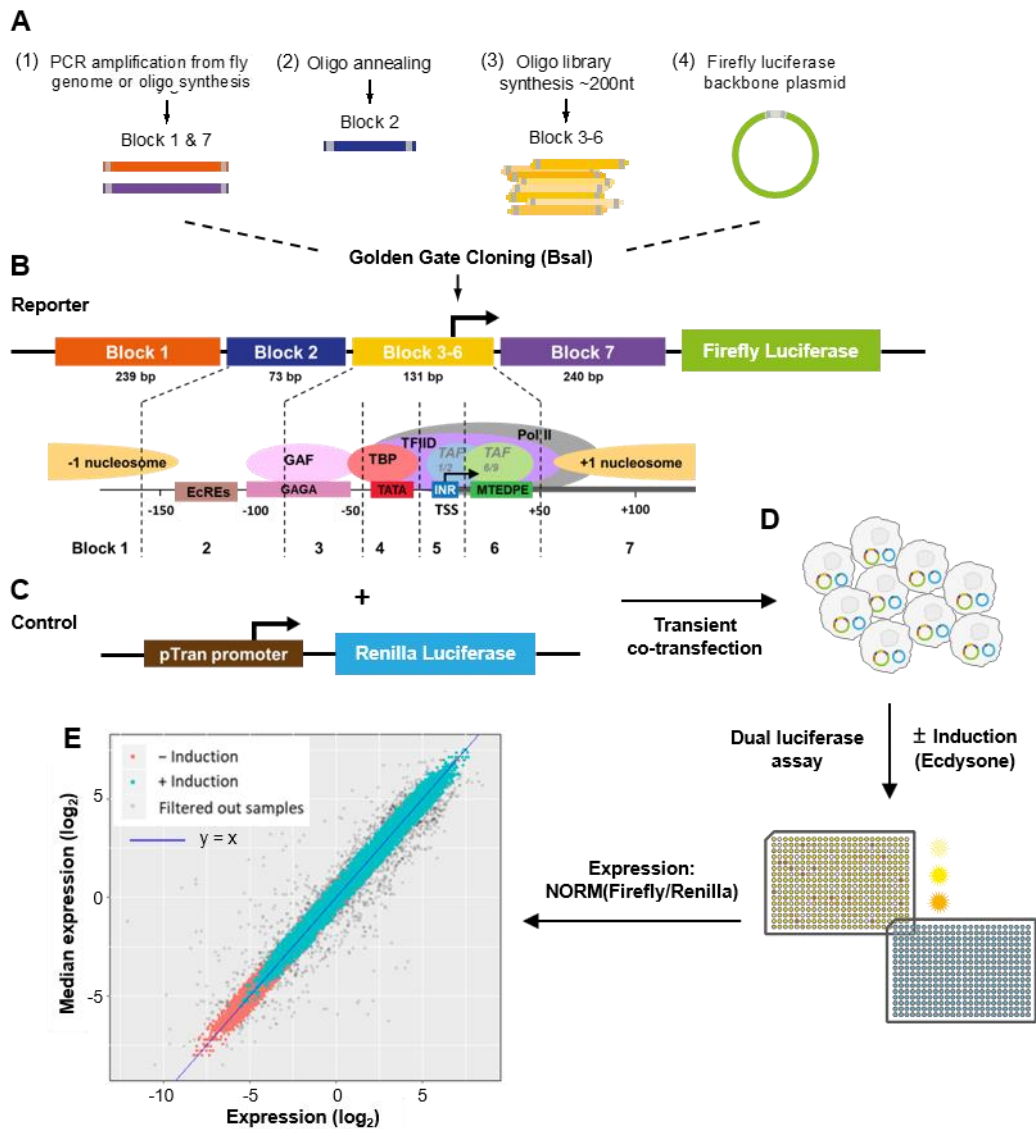 A
(1) PCR amplification from fly
genome or oligo synthesis
Block 1 & 7
(2) Oligo annealing
Block 2
(3) Oligo library
synthesis ~200nt
Block 3-6
(4) Firefly luciferase
backbone plasmid
Golden Gate Cloning (BsaI)
B
Reporter
Block 1
Block 2
Block 3-6
Block 7
Firefly Luciferase
239 bp
73 bp
131 bp
240 bp
-1 nucleosome
GAF
TBP
TFIID
TAF
1/2
TAF
6/9
Pol II
+1 nucleosome
EcREs
GAGA
TATA
INR
MTEDPE
-150
-100
-50
TSS
+50
+100
Block 1
2
3
4
5
6
7
C
Control
+
pTran promoter
Renilla Luciferase
Transient
co-transfection
D
Dual luciferase
assay
± Induction
(Ecdysone)
Expression:
NORM(Firefly/Renilla)
E
− Induction
+ Induction
Filtered out samples
y = x
Median expression (log2)
5
0
-5
-10
-5
0
5
Expression (log2)